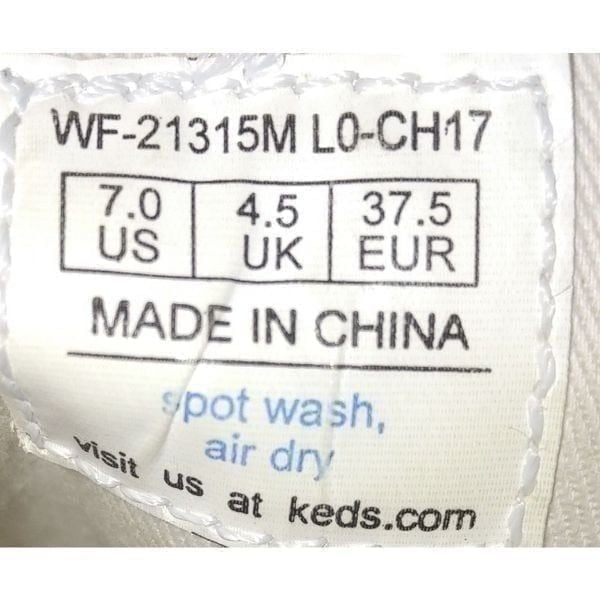 WF-21315M L0-CH17
7.0 4.5 37.5
US UK EUR
MADE IN CHINA
spot wash,
air dry
visit us at keds.com